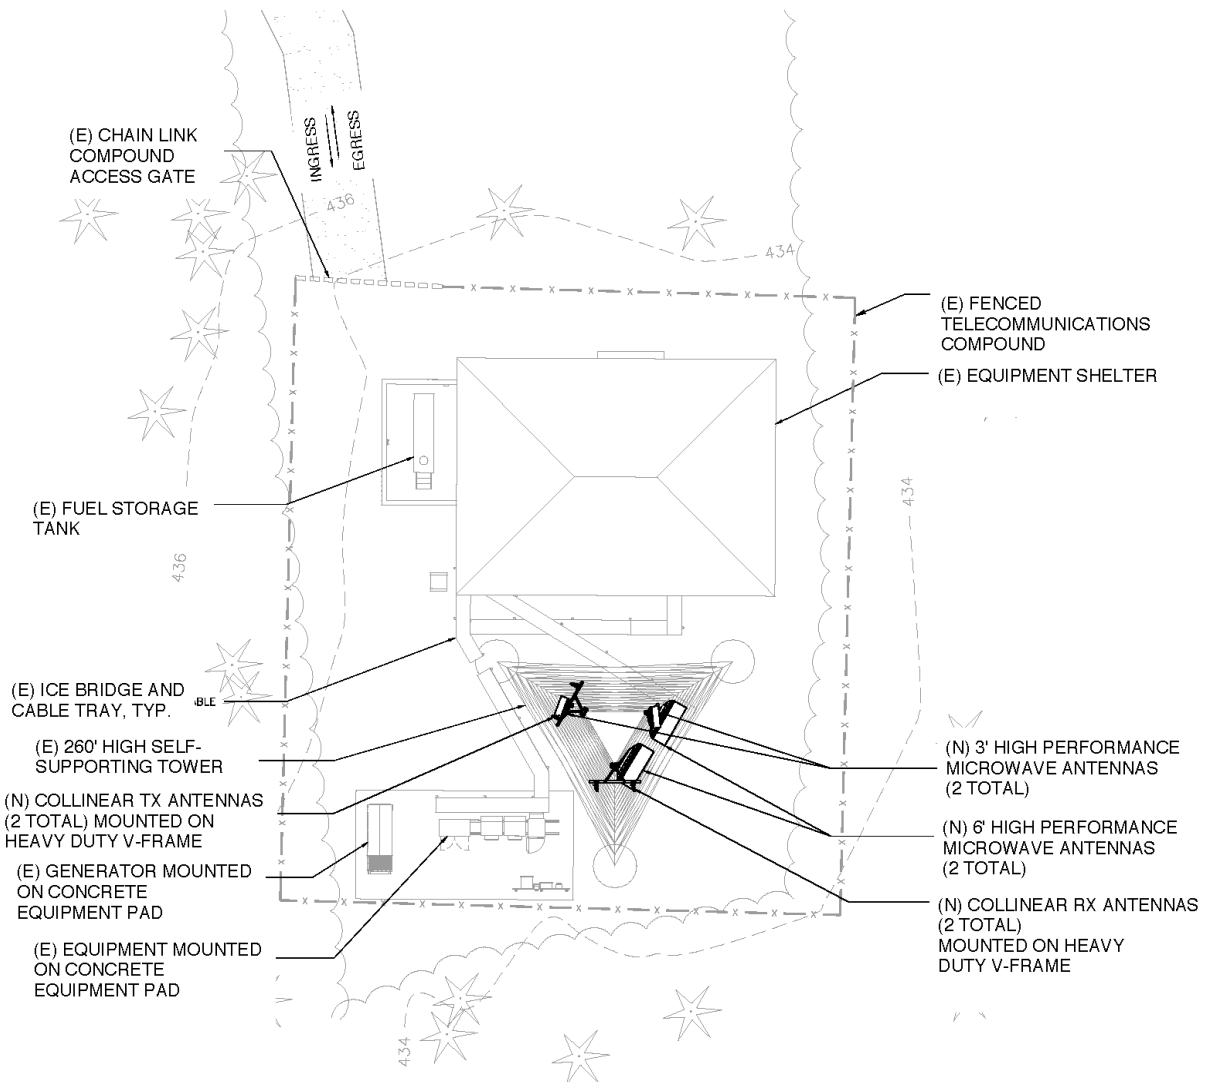 (E) CHAIN LINK
COMPOUND
ACCESS GATE
INGRESS
EGRESS
436
434
(E) FENCED
TELECOMMUNICATIONS
COMPOUND
(E) EQUIPMENT SHELTER
(E) FUEL STORAGE
TANK
436
434
(E) ICE BRIDGE AND
CABLE TRAY, TYP.
BLE
(E) 260' HIGH SELF-
SUPPORTING TOWER
(N) COLLINEAR TX ANTENNAS
(2 TOTAL) MOUNTED ON
HEAVY DUTY V-FRAME
(E) GENERATOR MOUNTED
ON CONCRETE
EQUIPMENT PAD
(E) EQUIPMENT MOUNTED
ON CONCRETE
EQUIPMENT PAD
(N) 3' HIGH PERFORMANCE
MICROWAVE ANTENNAS
(2 TOTAL)
(N) 6' HIGH PERFORMANCE
MICROWAVE ANTENNAS
(2 TOTAL)
(N) COLLINEAR RX ANTENNAS
(2 TOTAL)
MOUNTED ON HEAVY
DUTY V-FRAME
434